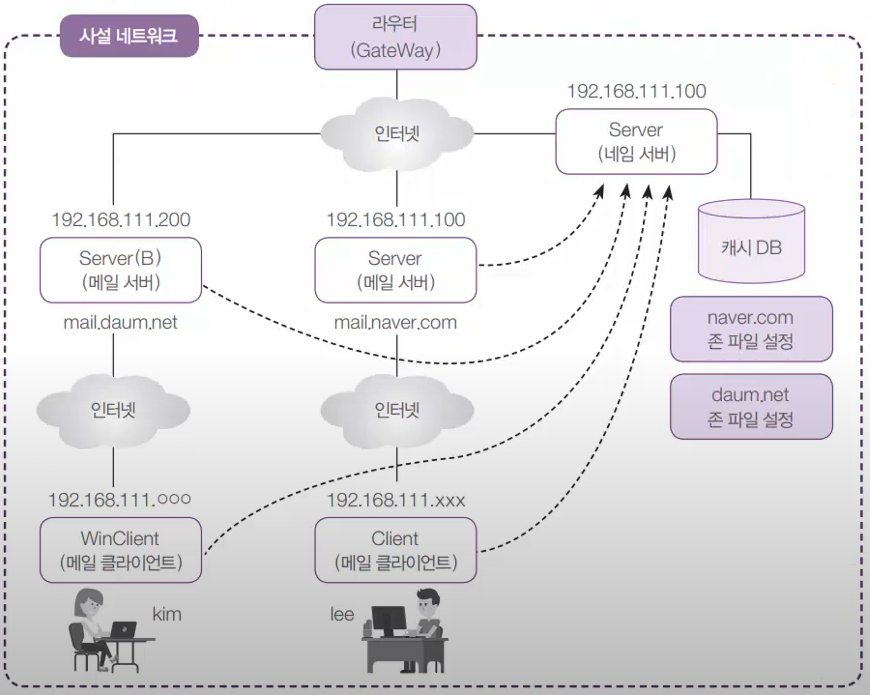 사설 네트워크
라우터
(GateWay)
192.168.111.100
인터넷
Server
(네임 서버)
192.168.111.200
192.168.111.100
Server(B)
(메일 서버)
Server
(메일 서버)
캐시 DB
mail.daum.net
mail.naver.com
naver.com
존 파일 설정
인터넷
인터넷
daum.net
존 파일 설정
192.168.111.○○○
192.168.111.xxx
WinClient
(메일 클라이언트)
Client
(메일 클라이언트)
kim
lee